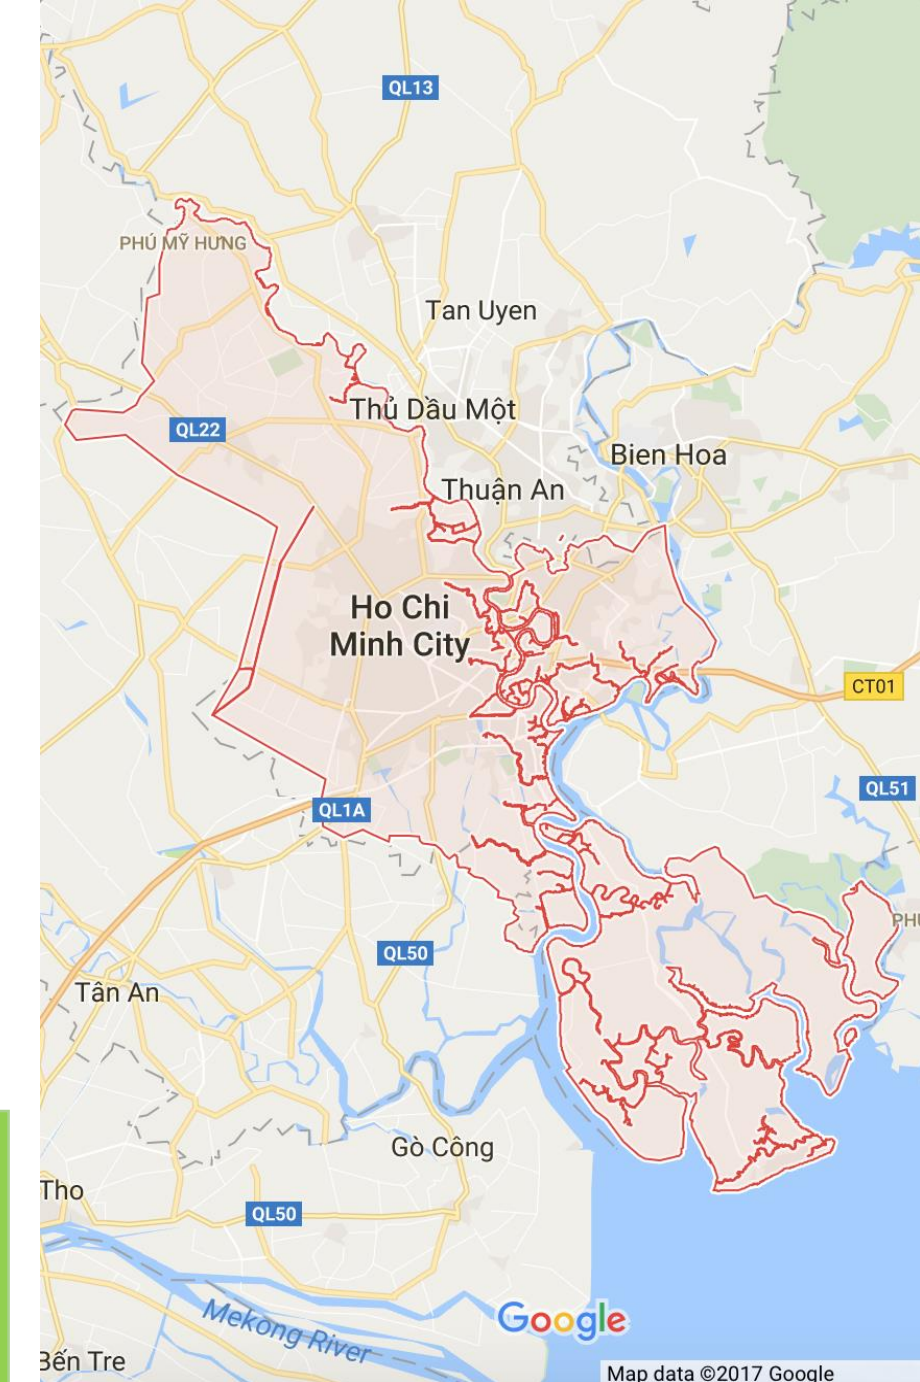 QL13
PHÚ MỸ HƯNG
Tan Uyen
Thủ Dầu Một
QL22
Bien Hoa
Thuận An
Ho Chi
Minh City
CT01
QL51
QL1A
PHÚ
QL50
Tân An
Gò Công
Tho
QL50
Google
Mekong River
Bến Tre
Map data ©2017 Google